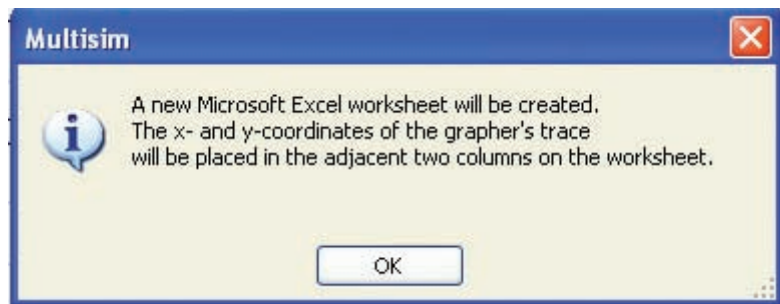 Multisim
A new Microsoft Excel worksheet will be created.
The x- and y-coordinates of the grapher's trace
will be placed in the adjacent two columns on the worksheet.
OK